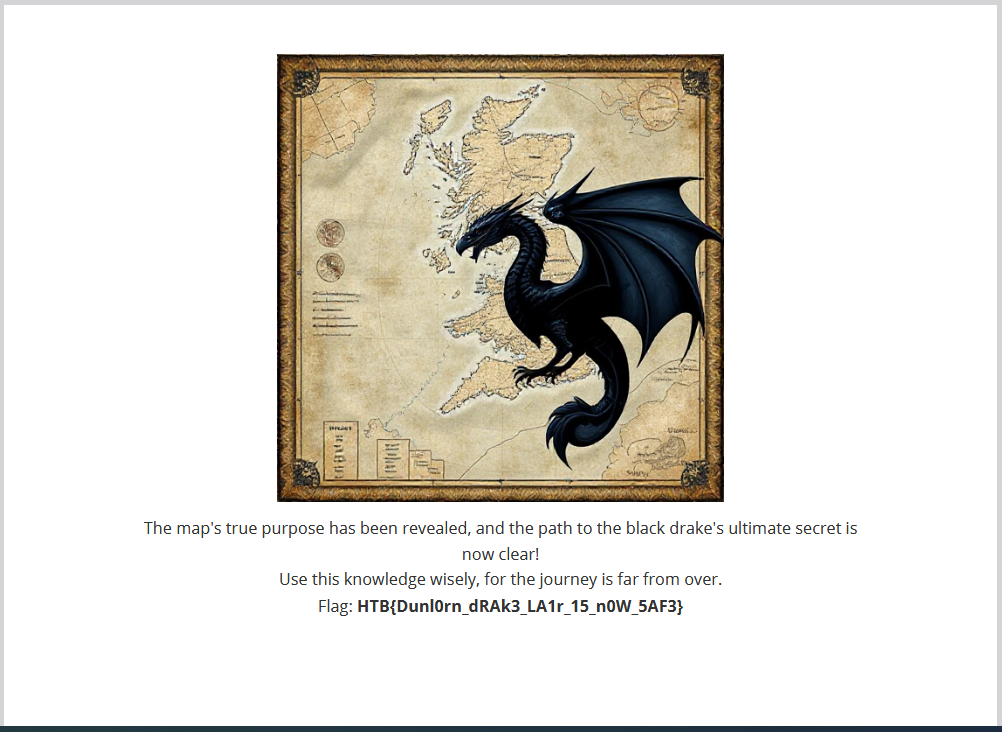 The map's true purpose has been revealed, and the path to the black drake's ultimate secret is
now clear!
Use this knowledge wisely, for the journey is far from over.
Flag: HTB{Dunl0rn_dRAk3_LA1r_15_n0W_5AF3}